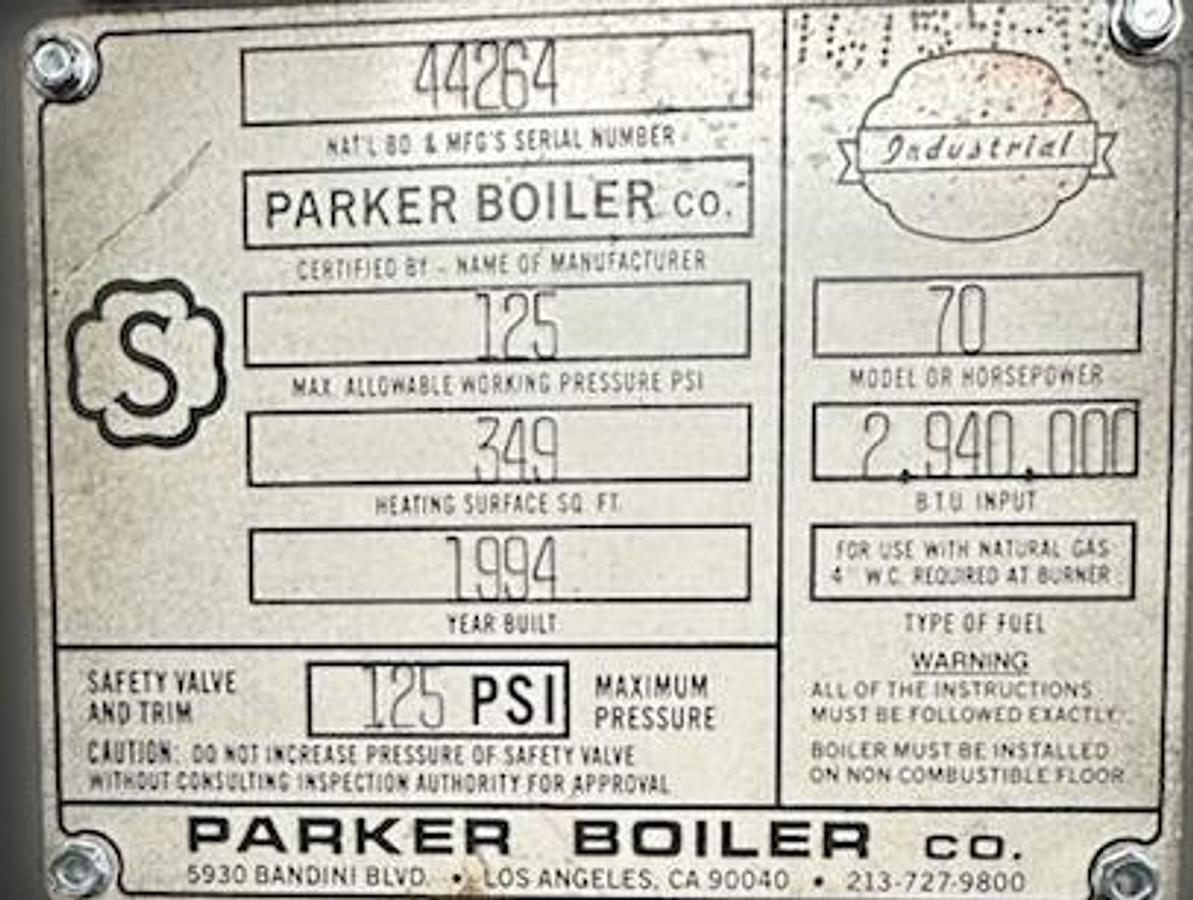 44264
NAT'L BD. & MFG'S SERIAL NUMBER
PARKER BOILER CO.
CERTIFIED BY - NAME OF MANUFACTURER
125
MAX. ALLOWABLE WORKING PRESSURE PSI
349
HEATING SURFACE SQ. FT.
1994
YEAR BUILT
S
Industrial
70
MODEL OR HORSEPOWER
2,940,000
B.T.U. INPUT
FOR USE WITH NATURAL GAS
4" W.C. REQUIRED AT BURNER
TYPE OF FUEL
WARNING
ALL OF THE INSTRUCTIONS
MUST BE FOLLOWED EXACTLY.
BOILER MUST BE INSTALLED
ON NON COMBUSTIBLE FLOOR
SAFETY VALVE
AND TRIM
125 PSI
MAXIMUM
PRESSURE
CAUTION: DO NOT INCREASE PRESSURE OF SAFETY VALVE
WITHOUT CONSULTING INSPECTION AUTHORITY FOR APPROVAL
PARKER BOILER CO.
5930 BANDINI BLVD. • LOS ANGELES, CA 90040 • 213-727-9800